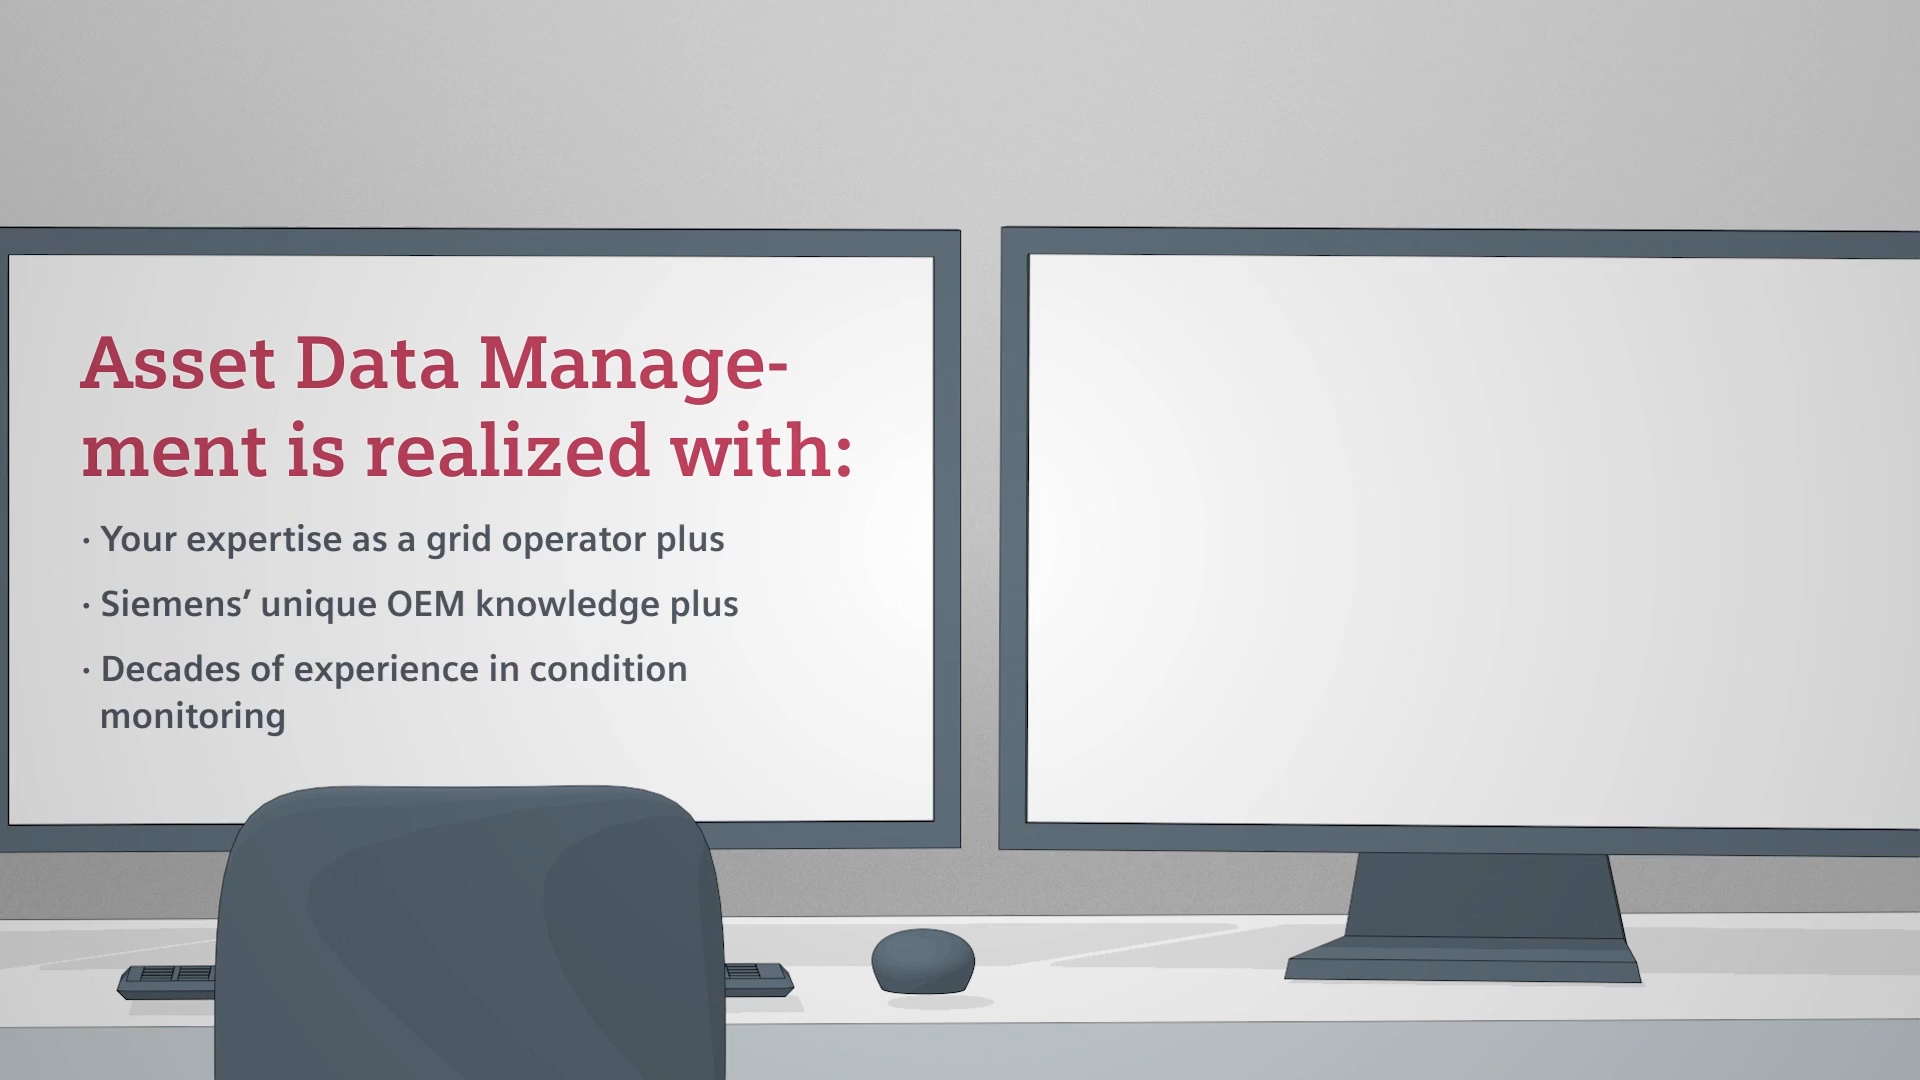 Asset Data Manage-
ment is realized with:
· Your expertise as a grid operator plus
· Siemens’ unique OEM knowledge plus
· Decades of experience in condition
monitoring